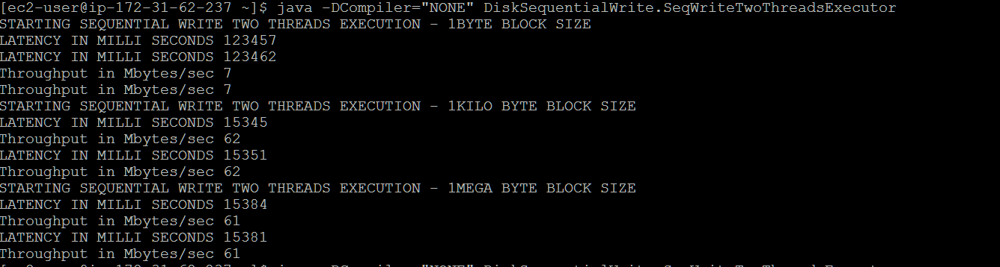 [ec2-user@ip-172-31-62-237 ~]$ java -DCompiler="NONE" DiskSequentialWrite.SeqWriteTwoThreadsExecutor
STARTING SEQUENTIAL WRITE TWO THREADS EXECUTION - 1BYTE BLOCK SIZE
LATENCY IN MILLI SECONDS 123457
LATENCY IN MILLI SECONDS 123462
Throughput in Mbytes/sec 7
Throughput in Mbytes/sec 7
STARTING SEQUENTIAL WRITE TWO THREADS EXECUTION - 1KILO BYTE BLOCK SIZE
LATENCY IN MILLI SECONDS 15345
Throughput in Mbytes/sec 62
LATENCY IN MILLI SECONDS 15351
Throughput in Mbytes/sec 62
STARTING SEQUENTIAL WRITE TWO THREADS EXECUTION - 1MEGA BYTE BLOCK SIZE
LATENCY IN MILLI SECONDS 15384
Throughput in Mbytes/sec 61
LATENCY IN MILLI SECONDS 15381
Throughput in Mbytes/sec 61